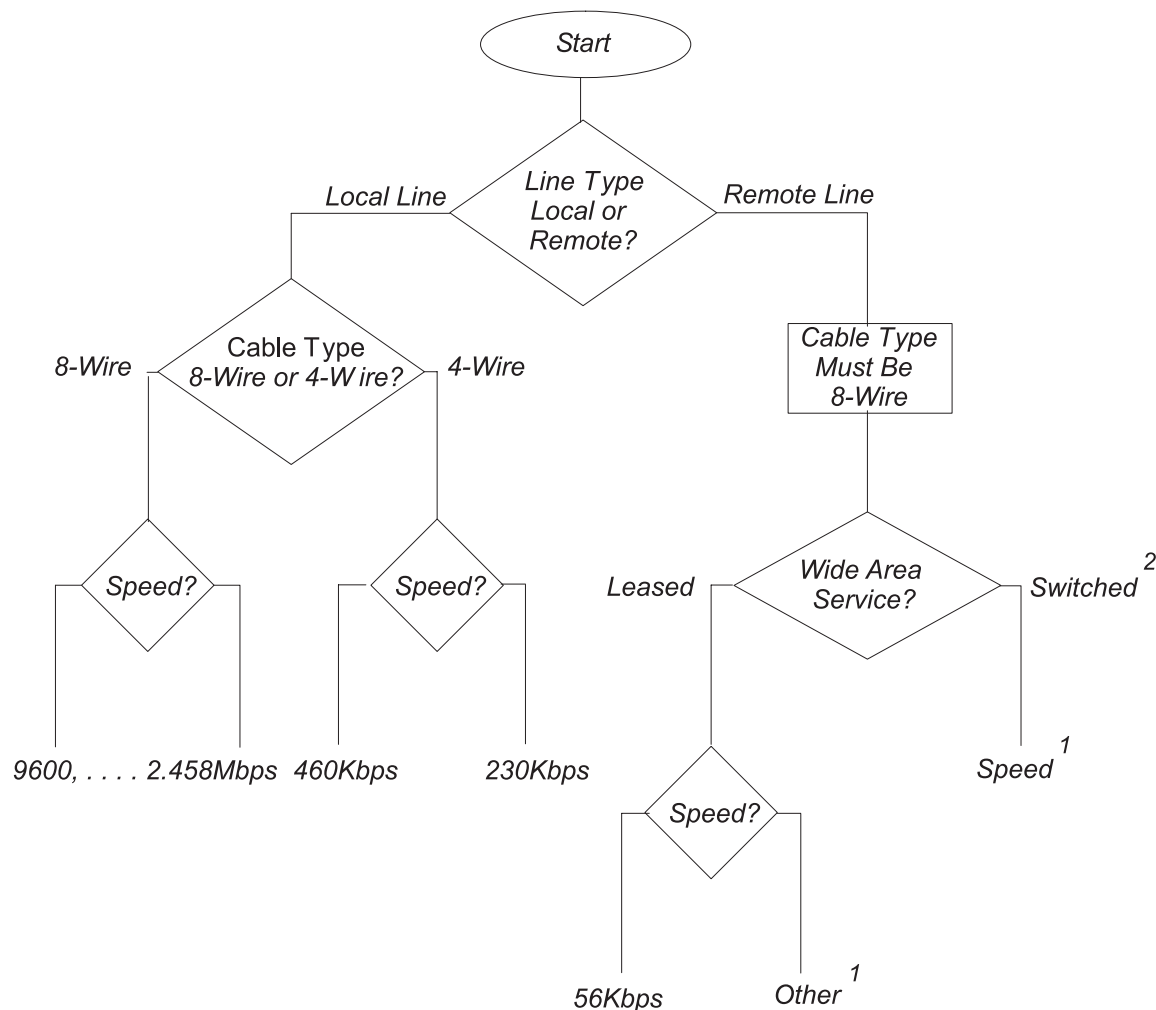 Start
Line Type
Local or
Remote?
Local Line
Remote Line
Cable Type
8-Wire or 4-W ire?
8-Wire
4-Wire
Cable Type
Must Be
8-Wire
Speed?
Speed?
Wide Area
Service?
Leased
Switched 2
9600, . . . . 2.458Mbps
460Kbps
230Kbps
Speed 1
Speed?
56Kbps
Other 1